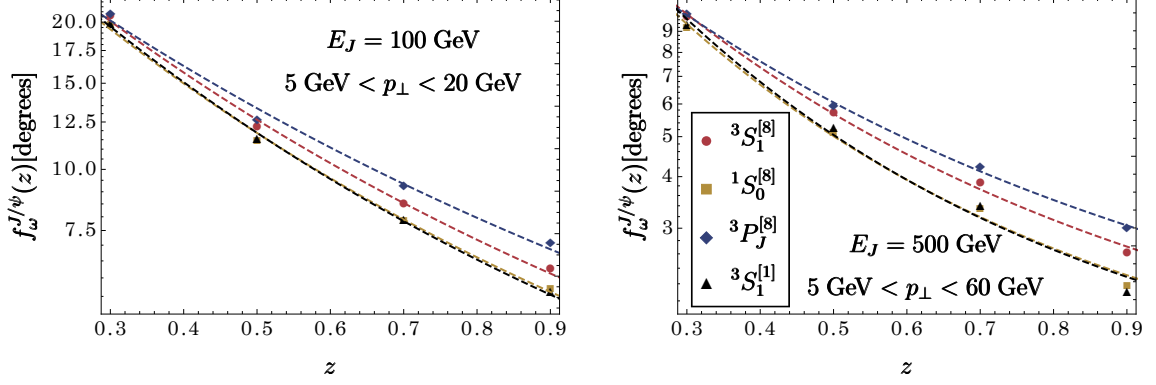 f_ω^{J/ψ}(z)[degrees]
20.0
17.5
15.0
12.5
10.0
7.5
E_J = 100 GeV
5 GeV < p_⊥ < 20 GeV
0.3 0.4 0.5 0.6 0.7 0.8 0.9
z
f_ω^{J/ψ}(z)[degrees]
9
8
7
6
5
4
3
^3S_1^{[8]}
^1S_0^{[8]}
^3P_J^{[8]}
^3S_1^{[1]}
E_J = 500 GeV
5 GeV < p_⊥ < 60 GeV
0.3 0.4 0.5 0.6 0.7 0.8 0.9
z